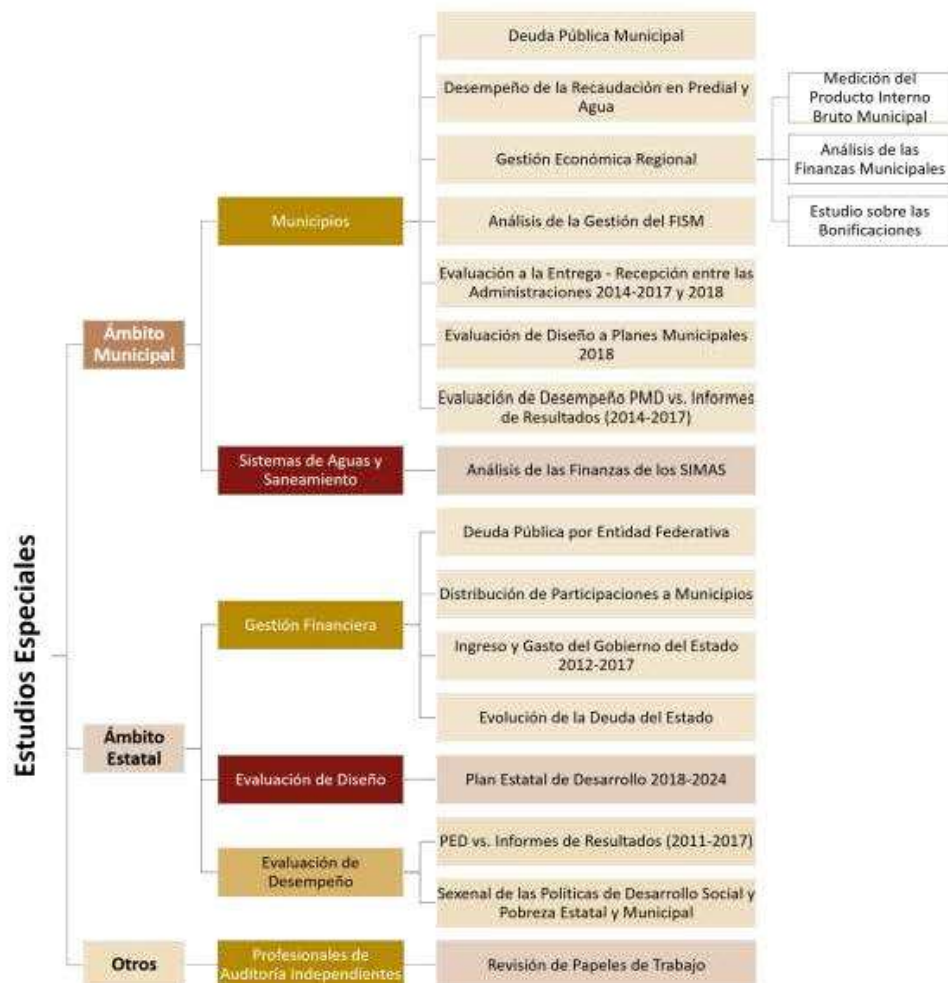 Estudios Especiales
Ámbito
Municipal
Municipios
Deuda Pública Municipal
Desempeño de la Recaudación en Predial y
Agua
Gestión Económica Regional
Medición del
Producto Interno
Bruto Municipal
Análisis de las
Finanzas Municipales
Estudio sobre las
Bonificaciones
Análisis de la Gestión del FISM
Evaluación a la Entrega - Recepción entre las
Administraciones 2014-2017 y 2018
Evaluación de Diseño a Planes Municipales
2018
Evaluación de Desempeño PMD vs. Informes
de Resultados (2014-2017)
Sistemas de Aguas y
Saneamiento
Análisis de las Finanzas de los SIMAS
Ámbito
Estatal
Gestión Financiera
Deuda Pública por Entidad Federativa
Distribución de Participaciones a Municipios
Ingreso y Gasto del Gobierno del Estado
2012-2017
Evolución de la Deuda del Estado
Evaluación de Diseño
Plan Estatal de Desarrollo 2018-2024
Evaluación de
Desempeño
PED vs. Informes de Resultados (2011-2017)
Sexenal de las Políticas de Desarrollo Social y
Pobreza Estatal y Municipal
Otros
Profesionales de
Auditoría Independientes
Revisión de Papeles de Trabajo